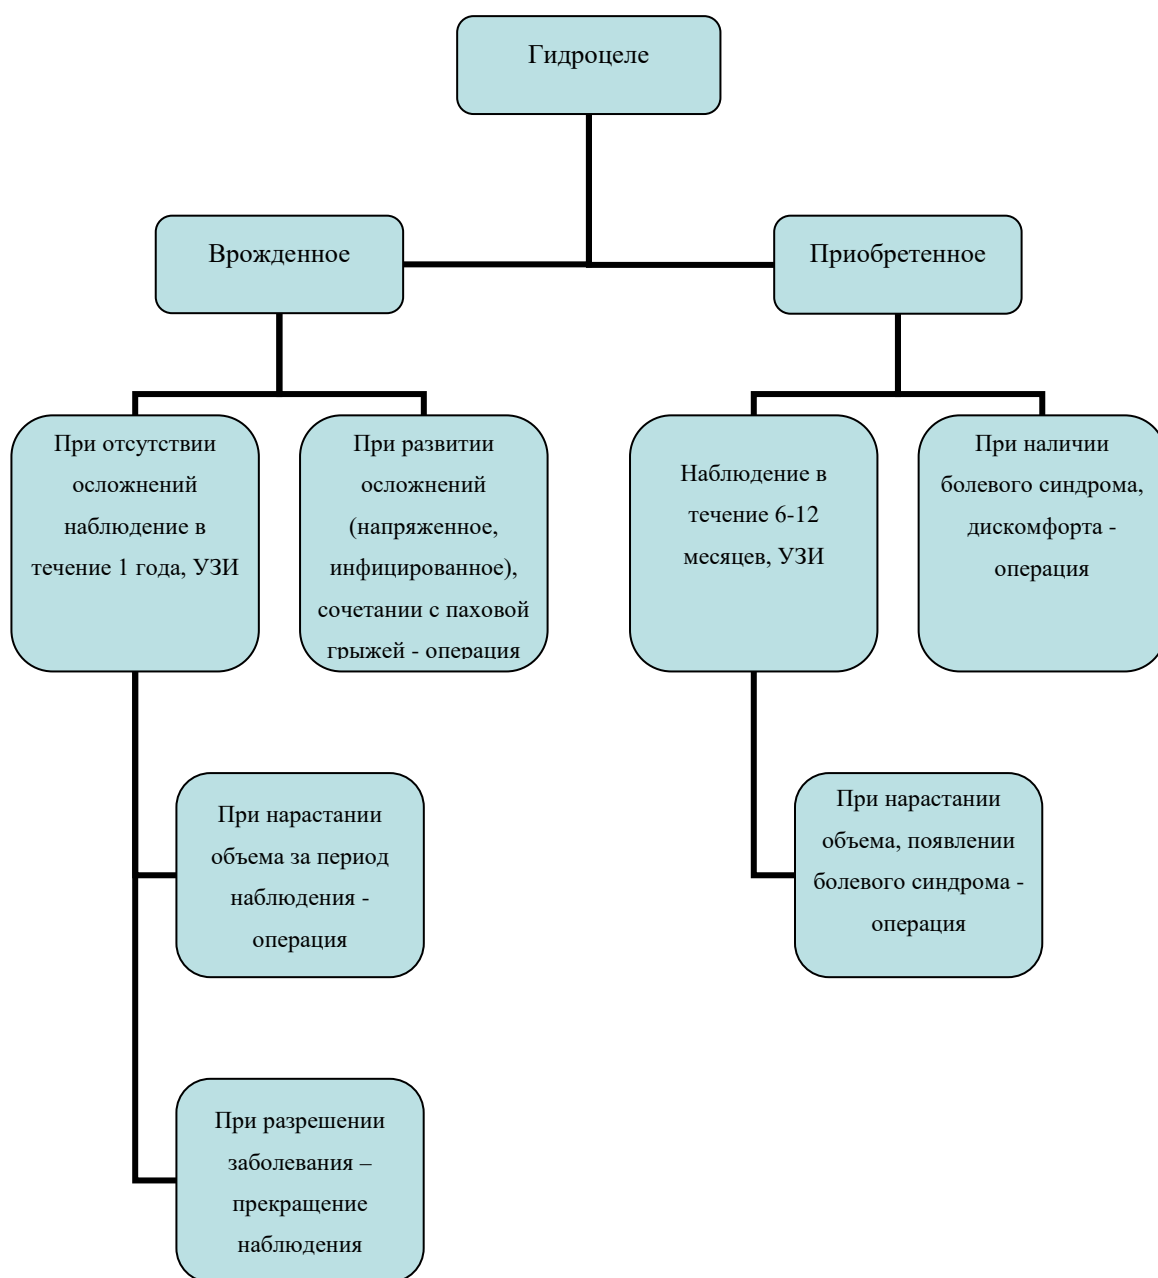 Гидроцеле
Врожденное
Приобретенное
При отсутствии
осложнений
наблюдение в
течение 1 года, УЗИ
При развитии
осложнений
(напряженное,
инфицированное),
сочетании с паховой
грыжей - операция
Наблюдение в
течение 6-12
месяцев, УЗИ
При наличии
болевого синдрома,
дискомфорта -
операция
При нарастании
объема за период
наблюдения -
операция
При нарастании
объема, появлении
болевого синдрома -
операция
При разрешении
заболевания –
прекращение
наблюдения